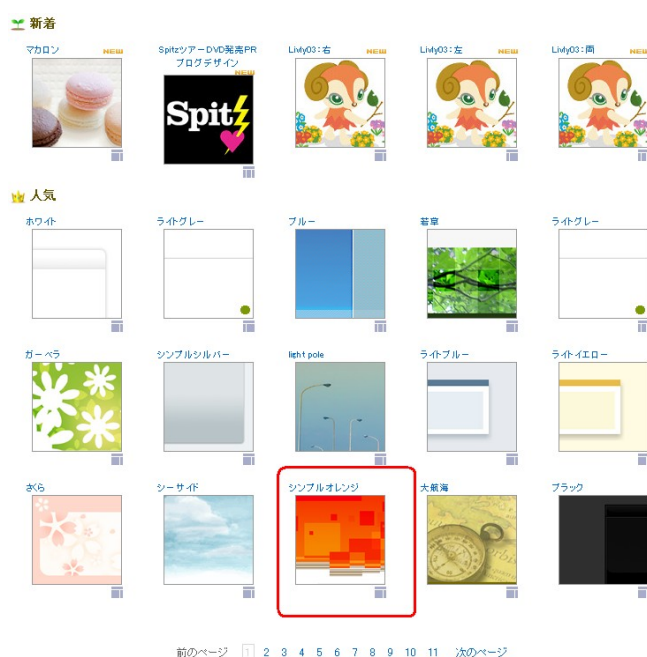 新着
マカロン NEW
SpitzツアーDVD発売PR
ブログデザイン
NEW
Livly03:右 NEW
Livly03:左 NEW
Livly03:両 NEW
Spitz
人気
ホワイト
ライトグレー
ブルー
若草
ライトグレー
ガーベラ
シンプルシルバー
light pole
ライトブルー
ライトイエロー
さくら
シーサイド
シンプルオレンジ
大航海
ブラック
前のページ 1 2 3 4 5 6 7 8 9 10 11 次のページ